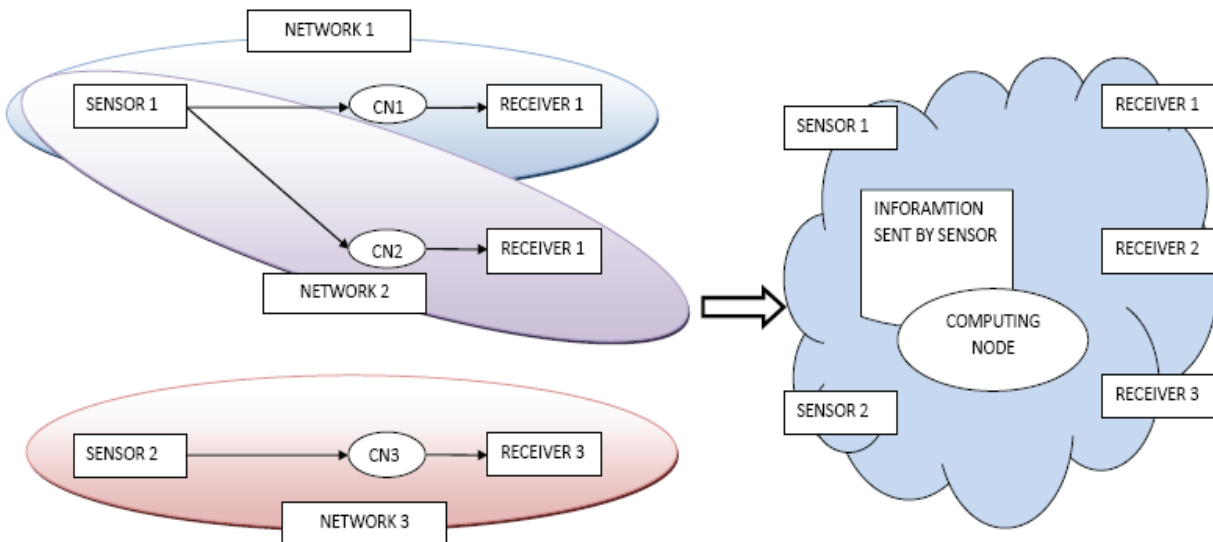 NETWORK 1
SENSOR 1
CN1
RECEIVER 1
CN2
RECEIVER 1
NETWORK 2
SENSOR 2
CN3
RECEIVER 3
NETWORK 3
SENSOR 1
RECEIVER 1
INFORAMTION
SENT BY SENSOR
RECEIVER 2
COMPUTING
NODE
SENSOR 2
RECEIVER 3